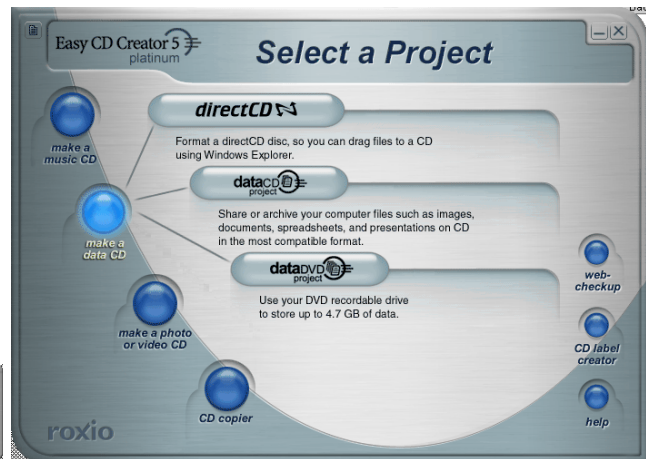 Easy CD Creator 5
platinum
Select a Project
make a
music CD
directCD
Format a directCD disc, so you can drag files to a CD
using Windows Explorer.
make a
data CD
dataCD
project
Share or archive your computer files such as images,
documents, spreadsheets, and presentations on CD
in the most compatible format.
dataDVD
project
Use your DVD recordable drive
to store up to 4.7 GB of data.
make a photo
or video CD
CD copier
web-
checkup
CD label
creator
help
roxio